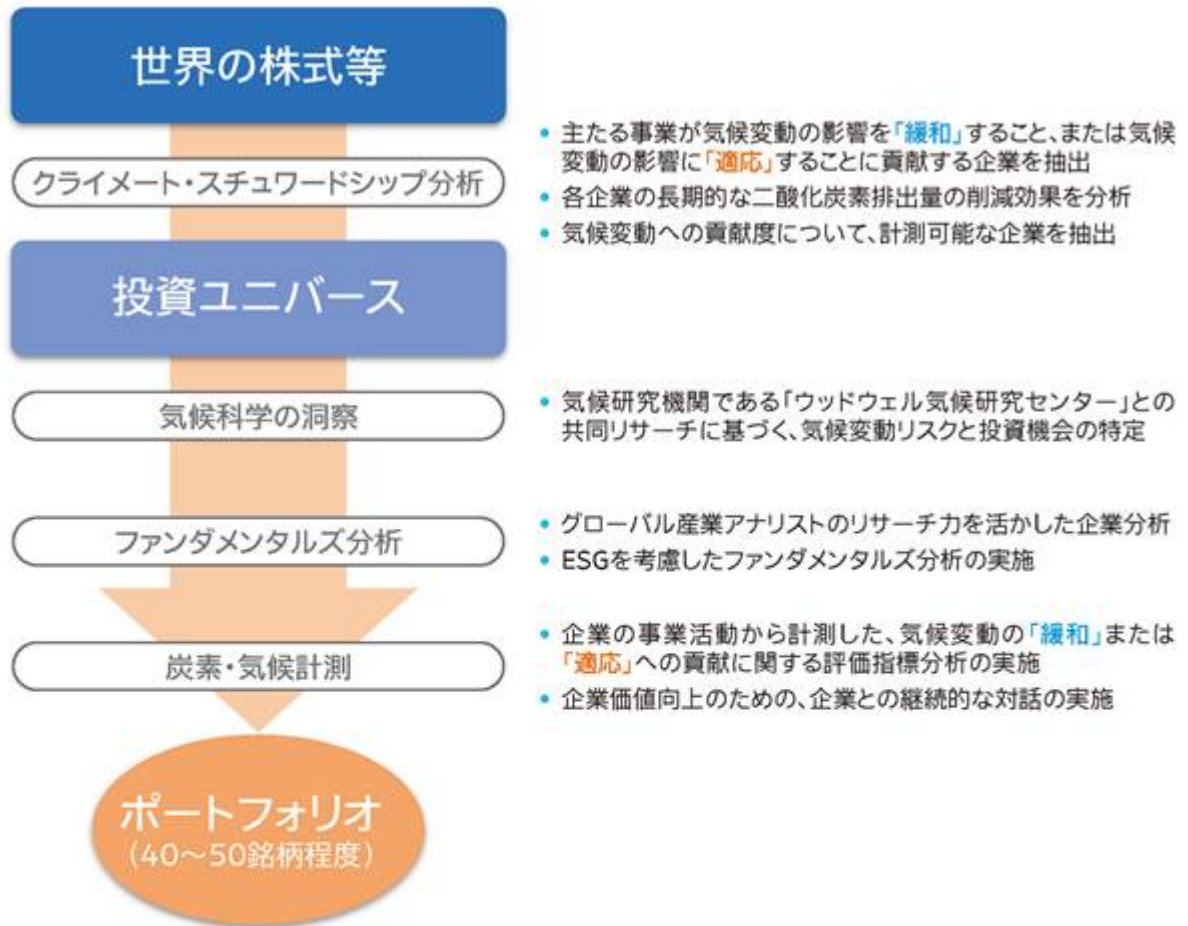 世界の株式等
クライメート・スチュワードシップ分析
• 主たる事業が気候変動の影響を「緩和」すること、または気候
変動の影響に「適応」することに貢献する企業を抽出
• 各企業の長期的な二酸化炭素排出量の削減効果を分析
• 気候変動への貢献度について、計測可能な企業を抽出
投資ユニバース
気候科学の洞察
• 気候研究機関である「ウッドウェル気候研究センター」との
共同リサーチに基づく、気候変動リスクと投資機会の特定
ファンダメンタルズ分析
• グローバル産業アナリストのリサーチ力を活かした企業分析
• ESGを考慮したファンダメンタルズ分析の実施
炭素・気候計測
• 企業の事業活動から計測した、気候変動の「緩和」または
「適応」への貢献に関する評価指標分析の実施
• 企業価値向上のための、企業との継続的な対話の実施
ポートフォリオ
（40～50銘柄程度）